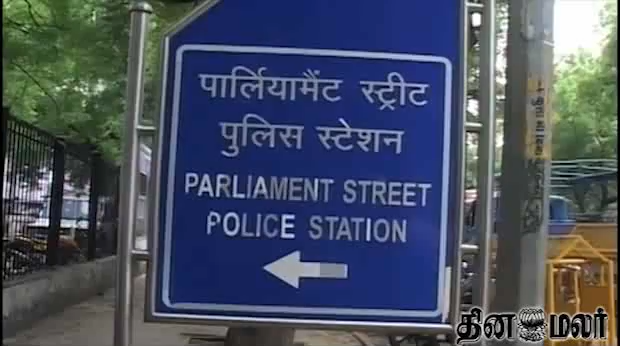 पार्लियामैंट स्ट्रीट
पुलिस स्टेशन
PARLIAMENT STREET
POLICE STATION
தினமலர்